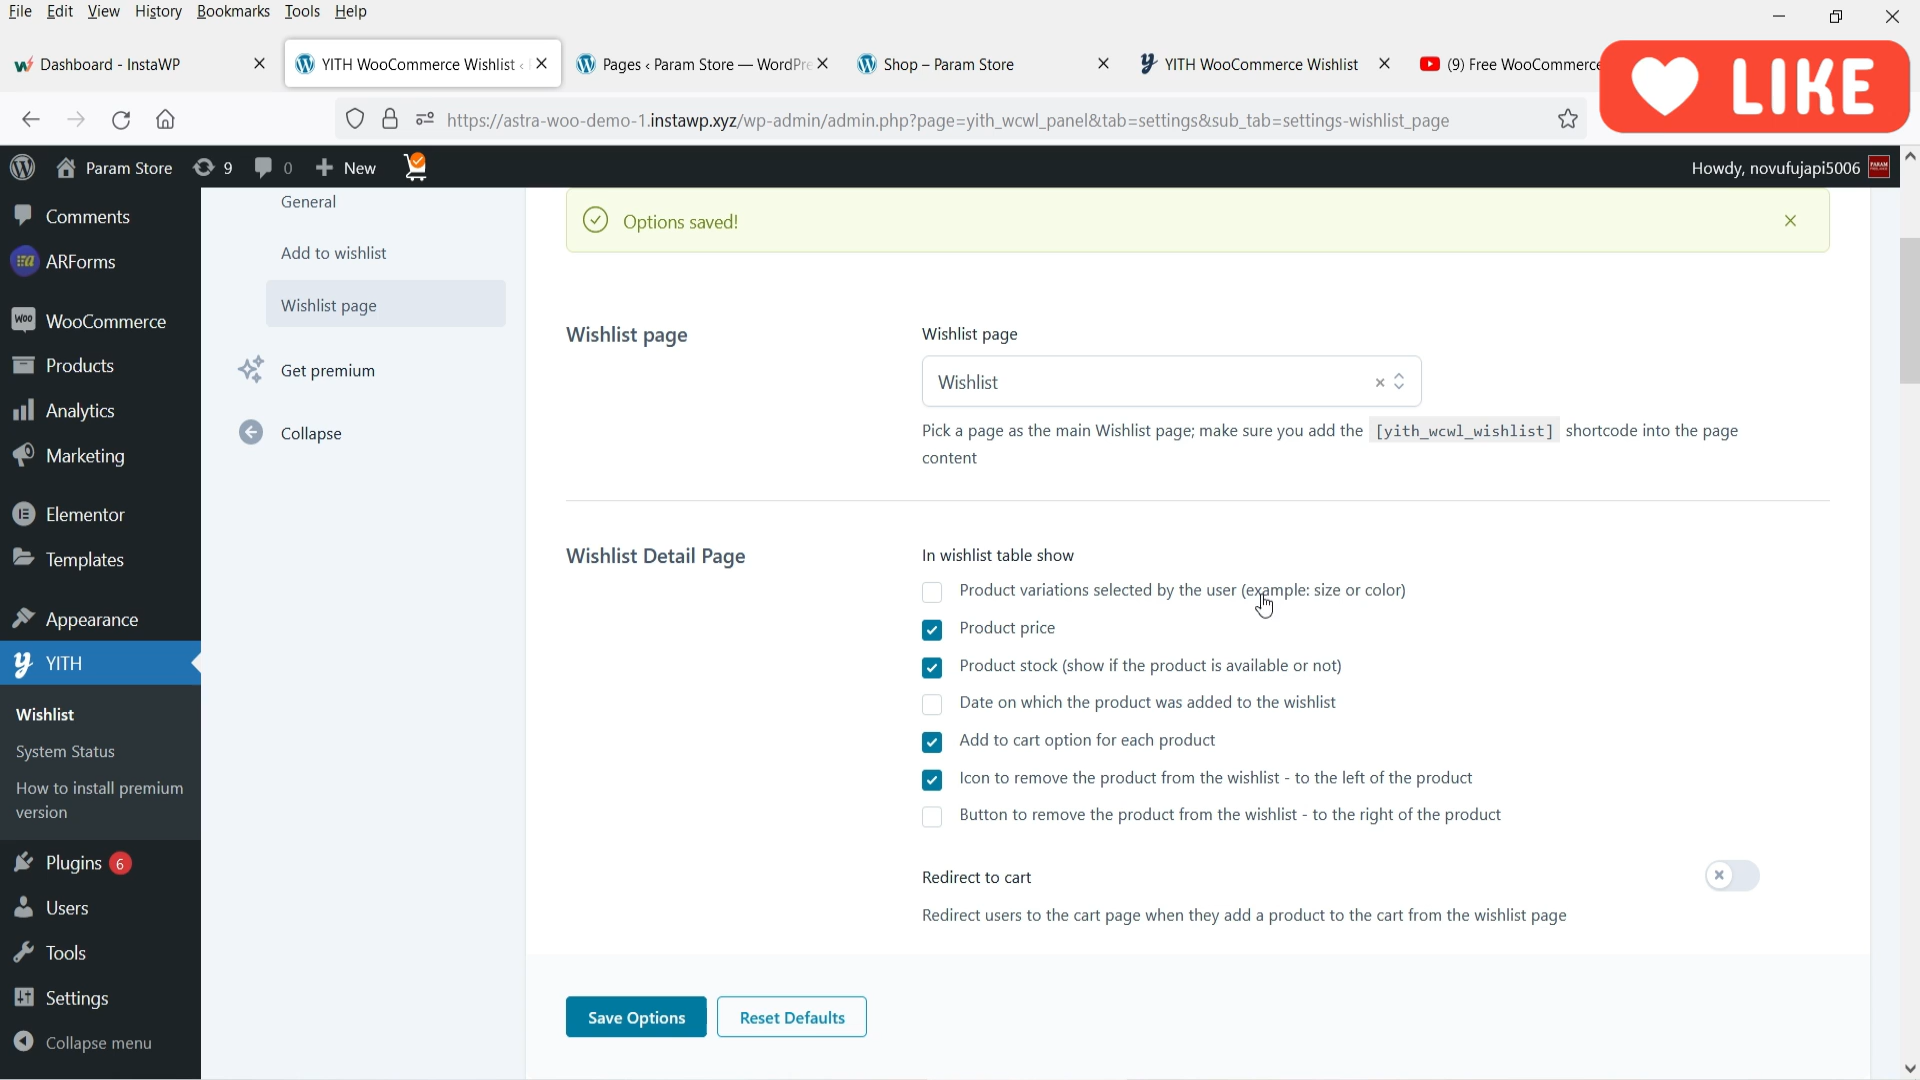 File Edit View History Bookmarks Tools Help
Dashboard - InstaWP
YITH WooCommerce Wishlist ‹
Pages ‹ Param Store — WordPre
Shop – Param Store
YITH WooCommerce Wishlist
(9) Free WooCommerce
LIKE
https://astra-woo-demo-1.instawp.xyz/wp-admin/admin.php?page=yith_wcwl_panel&tab=settings&sub_tab=settings-wishlist_page
Param Store 9 0 New
Howdy, novufujapi5006
Comments
ARForms
WooCommerce
Products
Analytics
Marketing
Elementor
Templates
Appearance
YITH
Wishlist
System Status
How to install premium
version
Plugins 6
Users
Tools
Settings
Collapse menu
General
Add to wishlist
Wishlist page
Get premium
Collapse
Options saved!
Wishlist page
Wishlist page
Wishlist
Pick a page as the main Wishlist page; make sure you add the [yith_wcwl_wishlist] shortcode into the page
content
Wishlist Detail Page
In wishlist table show
Product variations selected by the user (example: size or color)
Product price
Product stock (show if the product is available or not)
Date on which the product was added to the wishlist
Add to cart option for each product
Icon to remove the product from the wishlist - to the left of the product
Button to remove the product from the wishlist - to the right of the product
Redirect to cart
Redirect users to the cart page when they add a product to the cart from the wishlist page
Save Options
Reset Defaults